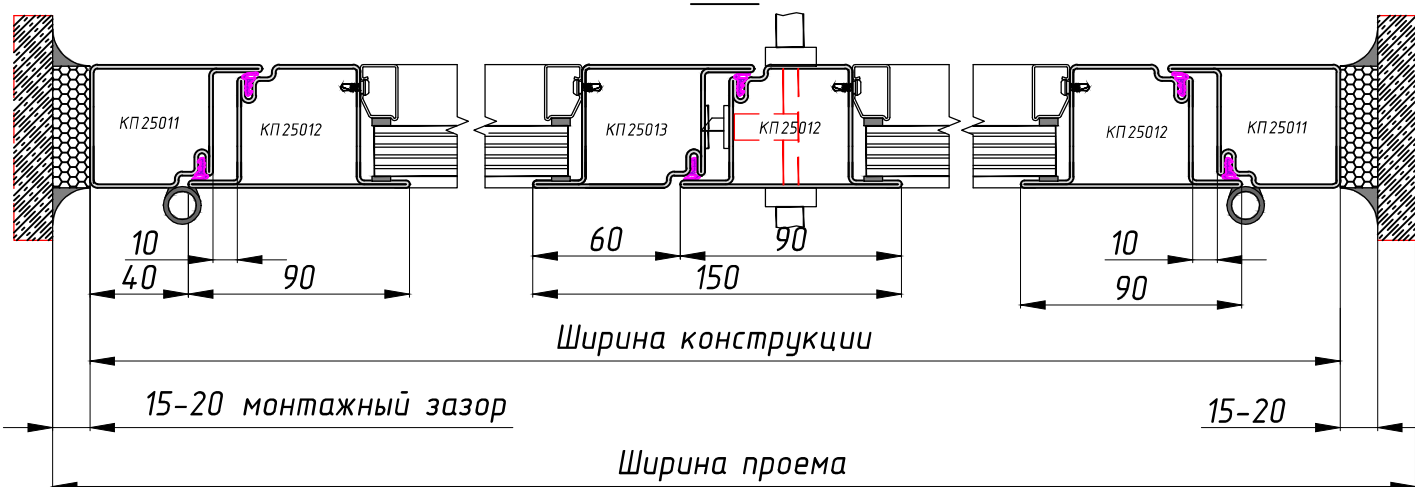 КП25011
КП25012
КП25013
КП25012
КП25012
КП25011
10
60
90
10
40
90
150
90
Ширина конструкции
15-20 монтажный зазор
15-20
Ширина проема